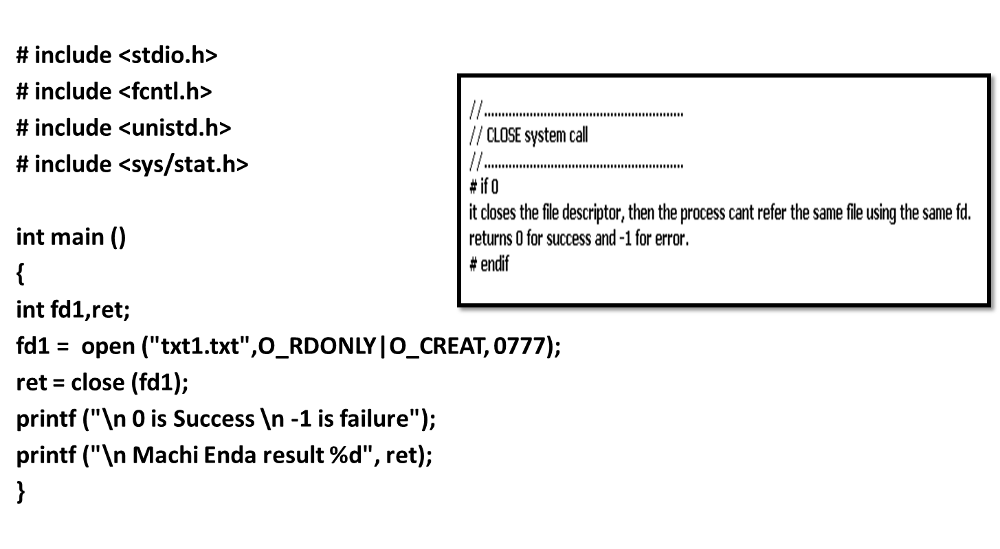 # include <stdio.h>
# include <fcntl.h>
# include <unistd.h>
# include <sys/stat.h>
int main ()
{
int fd1,ret;
fd1 =  open ("txt1.txt",O_RDONLY|O_CREAT, 0777);
ret = close (fd1);
printf ("\n 0 is Success \n -1 is failure");
printf ("\n Machi Enda result %d", ret);
}
//..........................................................
// CLOSE system call
//..........................................................
# if 0
it closes the file descriptor, then the process cant refer the same file using the same fd.
returns 0 for success and -1 for error.
# endif